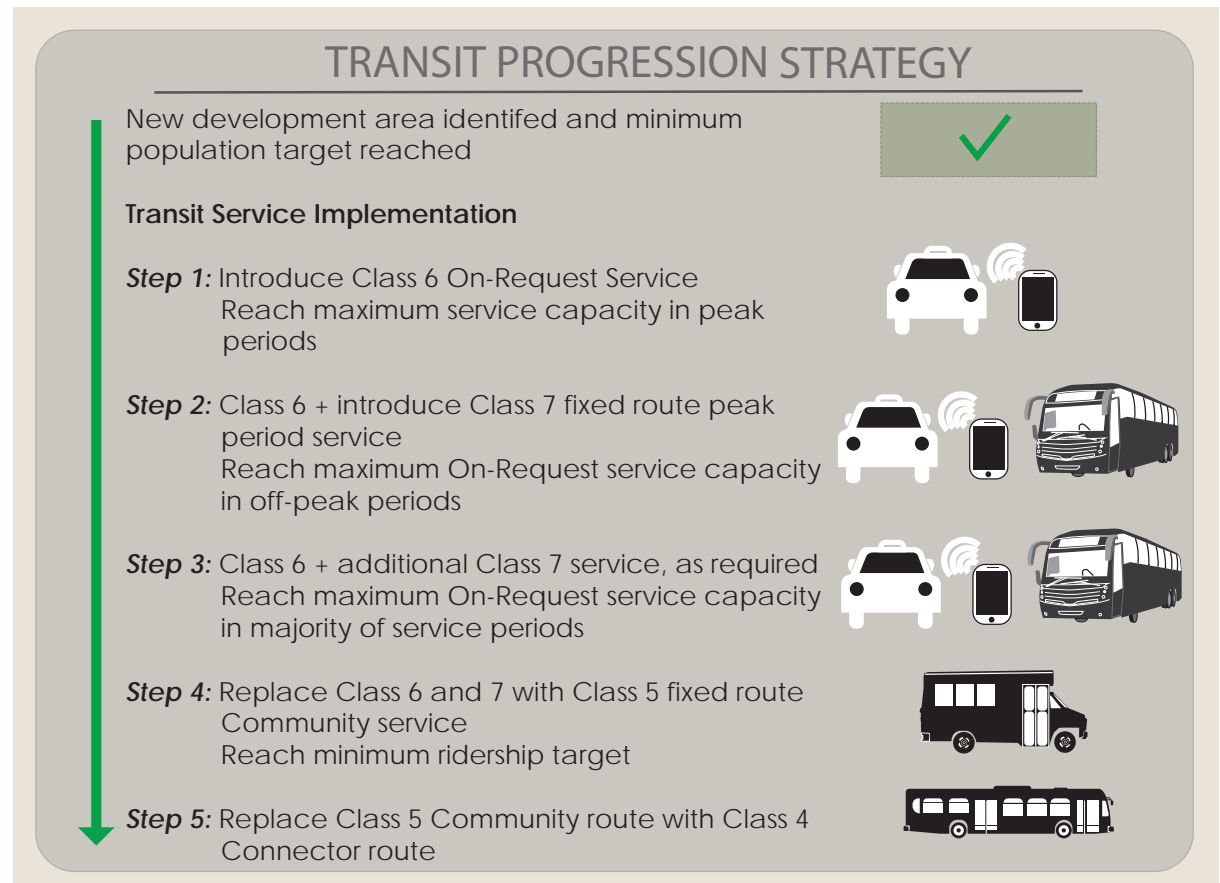 TRANSIT PROGRESSION STRATEGY
New development area identifed and minimum
population target reached
Transit Service Implementation
Step 1: Introduce Class 6 On-Request Service
Reach maximum service capacity in peak
periods
Step 2: Class 6 + introduce Class 7 fixed route peak
period service
Reach maximum On-Request service capacity
in off-peak periods
Step 3: Class 6 + additional Class 7 service, as required
Reach maximum On-Request service capacity
in majority of service periods
Step 4: Replace Class 6 and 7 with Class 5 fixed route
Community service
Reach minimum ridership target
Step 5: Replace Class 5 Community route with Class 4
Connector route